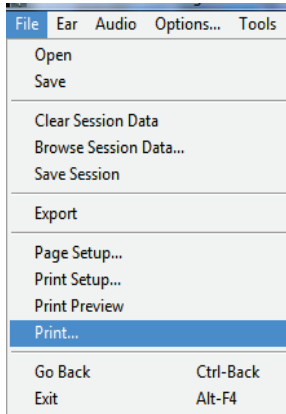 File Ear Audio Options... Tools
Open
Save
Clear Session Data
Browse Session Data...
Save Session
Export
Page Setup...
Print Setup...
Print Preview
Print...
Go Back Ctrl-Back
Exit Alt-F4